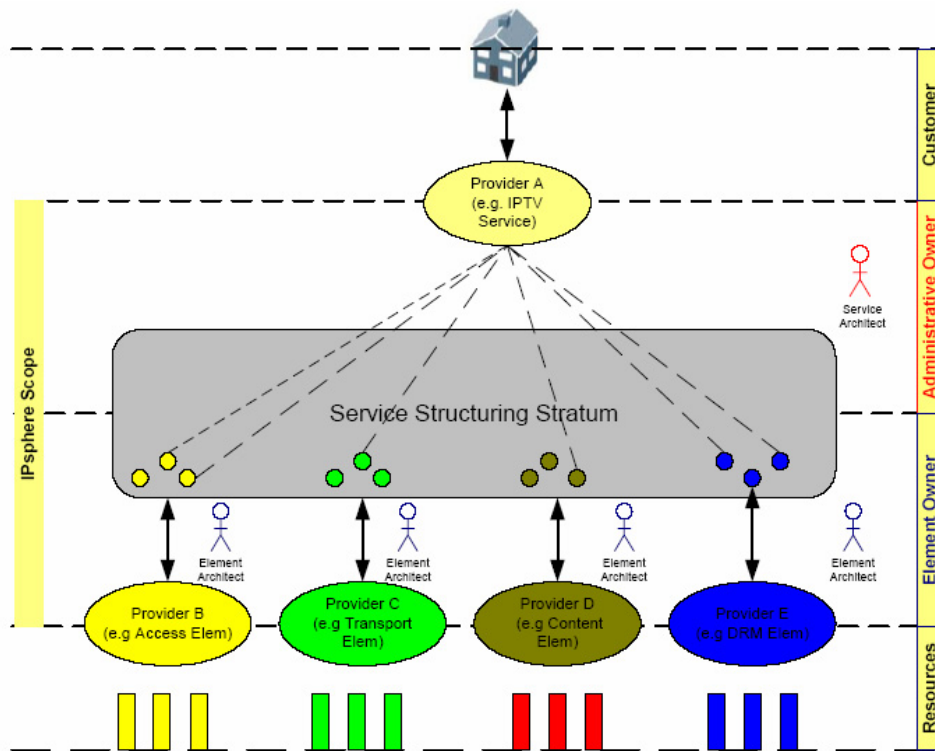 Customer
Provider A
(e.g. IPTV
Service)
Administrative Owner
Service
Architect
IPsphere Scope
Service Structuring Stratum
Element Owner
Element
Architect
Element
Architect
Element
Architect
Element
Architect
Provider B
(e.g Access Elem)
Provider C
(e.g Transport
Elem)
Provider D
(e.g Content
Elem)
Provider E
(e.g DRM Elem)
Resources